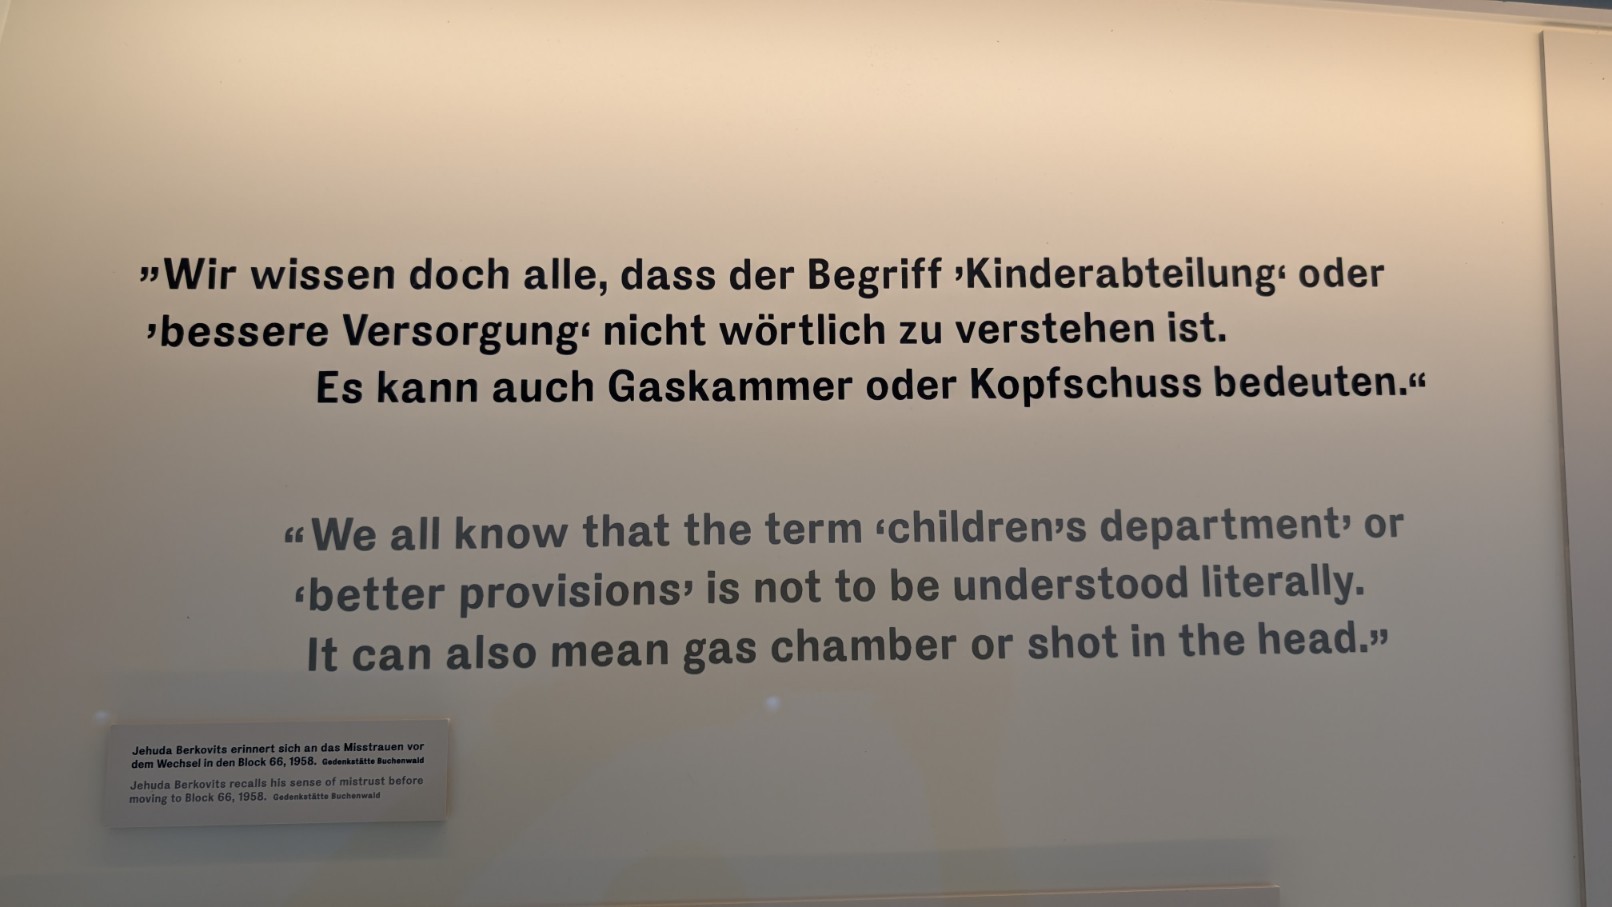 ”Wir wissen doch alle, dass der Begriff ’Kinderabteilung‘ oder
’bessere Versorgung‘ nicht wörtlich zu verstehen ist.
Es kann auch Gaskammer oder Kopfschuss bedeuten.“
“We all know that the term ‘children’s department’ or
‘better provisions’ is not to be understood literally.
It can also mean gas chamber or shot in the head.”
Jehuda Berkovits erinnert sich an das Misstrauen vor
dem Wechsel in den Block 66, 1958. Gedenkstätte Buchenwald
Jehuda Berkovits recalls his sense of mistrust before
moving to Block 66, 1958. Gedenkstätte Buchenwald